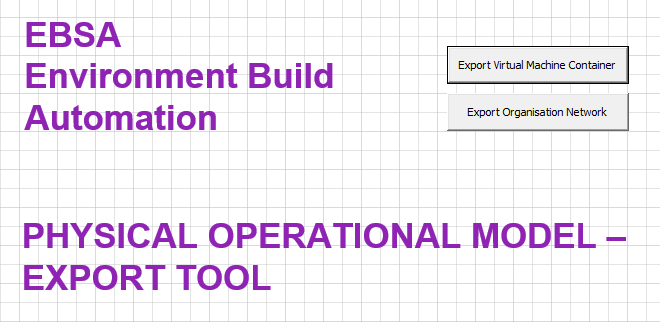 EBSA
Environment Build
Automation
Export Virtual Machine Container
Export Organisation Network
PHYSICAL OPERATIONAL MODEL –
EXPORT TOOL